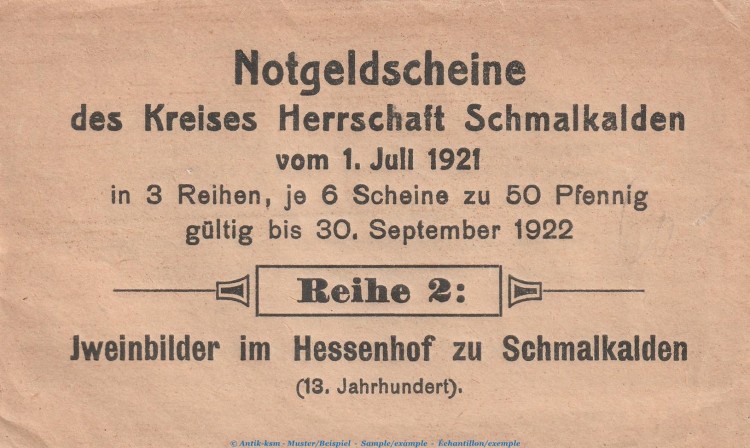 Notgeldscheine
des Kreises Herrschaft Schmalkalden
vom 1. Juli 1921
in 3 Reihen, je 6 Scheine zu 50 Pfennig
gültig bis 30. September 1922
Reihe 2:
Jweinbilder im Hessenhof zu Schmalkalden
(13. Jahrhundert).
© Antik-ksm - Muster/Beispiel - Sample/example - Échantillon/exemple